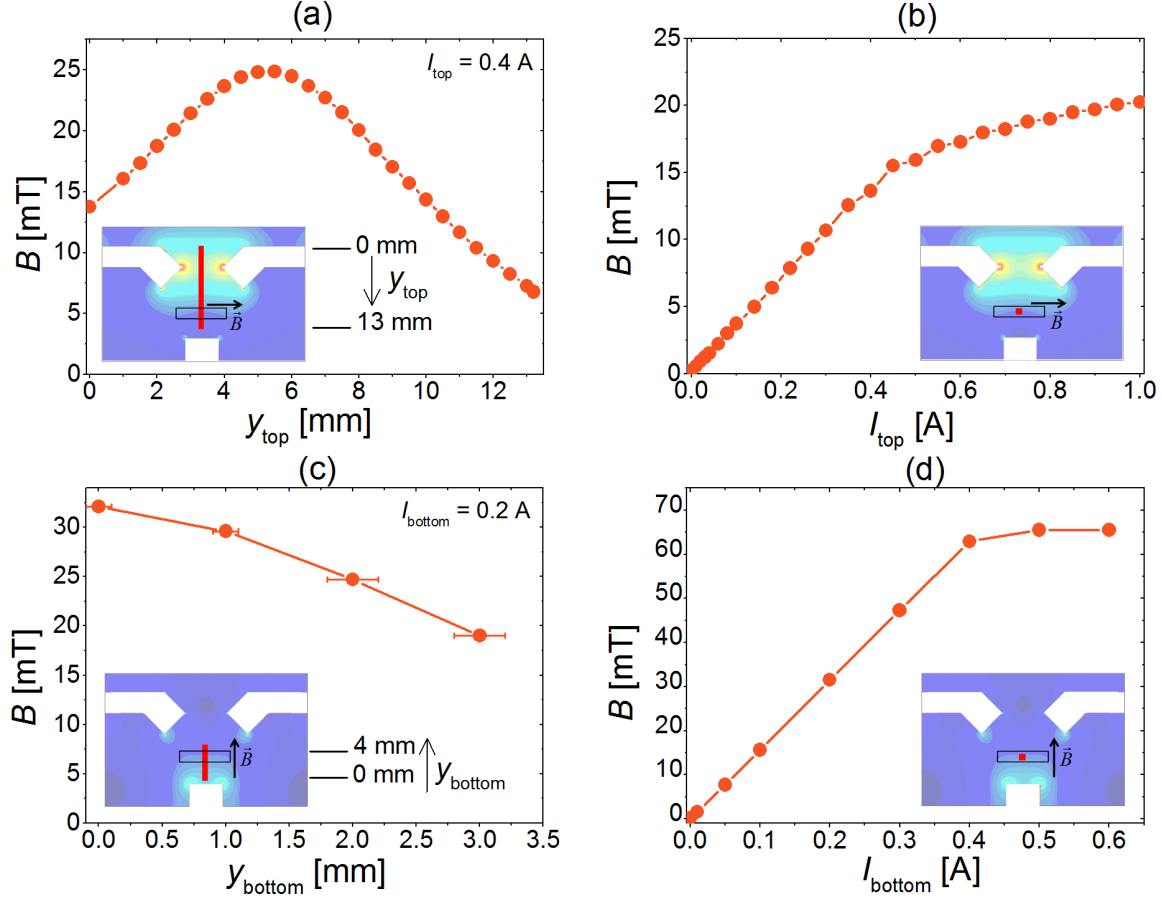 (a)
I_top = 0.4 A
B [mT]
25
20
15
10
5
0
0 mm
y_top
13 mm
B⃗
0 2 4 6 8 10 12
y_top [mm]
(b)
B [mT]
25
20
15
10
5
0
B⃗
0.0 0.2 0.4 0.6 0.8 1.0
I_top [A]
(c)
I_bottom = 0.2 A
B [mT]
30
25
20
15
10
5
0
4 mm
B⃗
0 mm
y_bottom
0.0 0.5 1.0 1.5 2.0 2.5 3.0 3.5
y_bottom [mm]
(d)
B [mT]
70
60
50
40
30
20
10
0
B⃗
0.0 0.1 0.2 0.3 0.4 0.5 0.6
I_bottom [A]